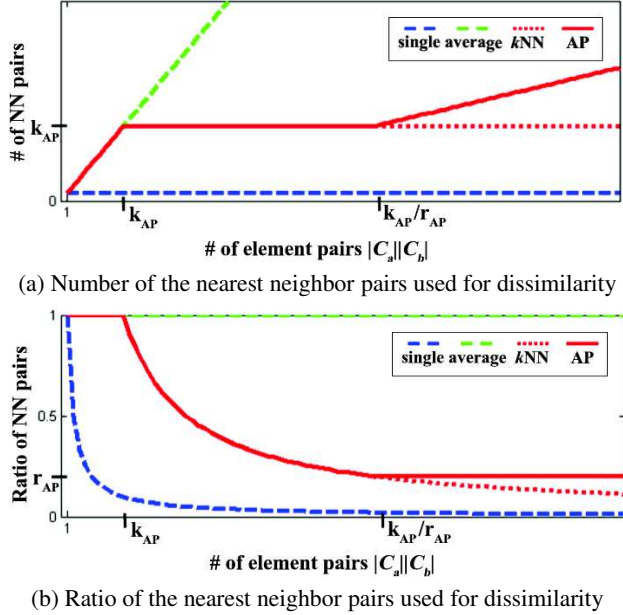 single average kNN AP
# of NN pairs
k_AP
0
1
k_AP
k_AP/r_AP
# of element pairs |C_a||C_b|
(a) Number of the nearest neighbor pairs used for dissimilarity
1
single average kNN AP
Ratio of NN pairs
0.5
r_AP
0
1
k_AP
k_AP/r_AP
# of element pairs |C_a||C_b|
(b) Ratio of the nearest neighbor pairs used for dissimilarity